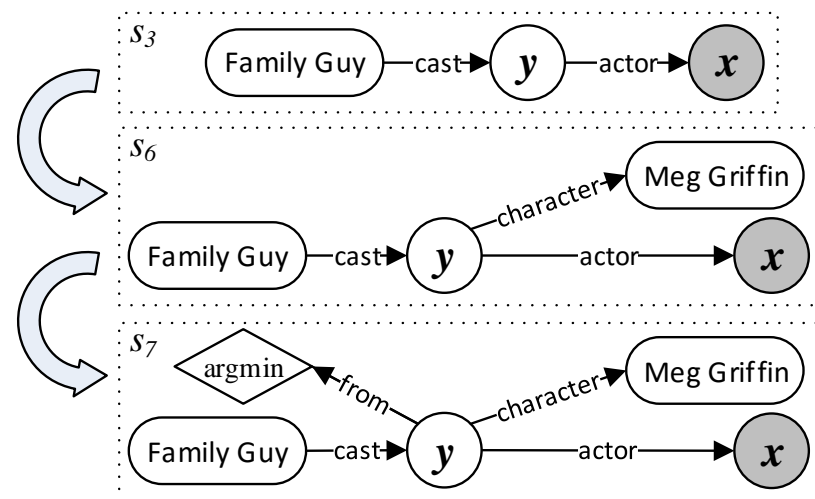 s3
Family Guy cast y actor x
s6
Meg Griffin
character
Family Guy cast y actor x
s7
argmin
Meg Griffin
from
character
Family Guy cast y actor x